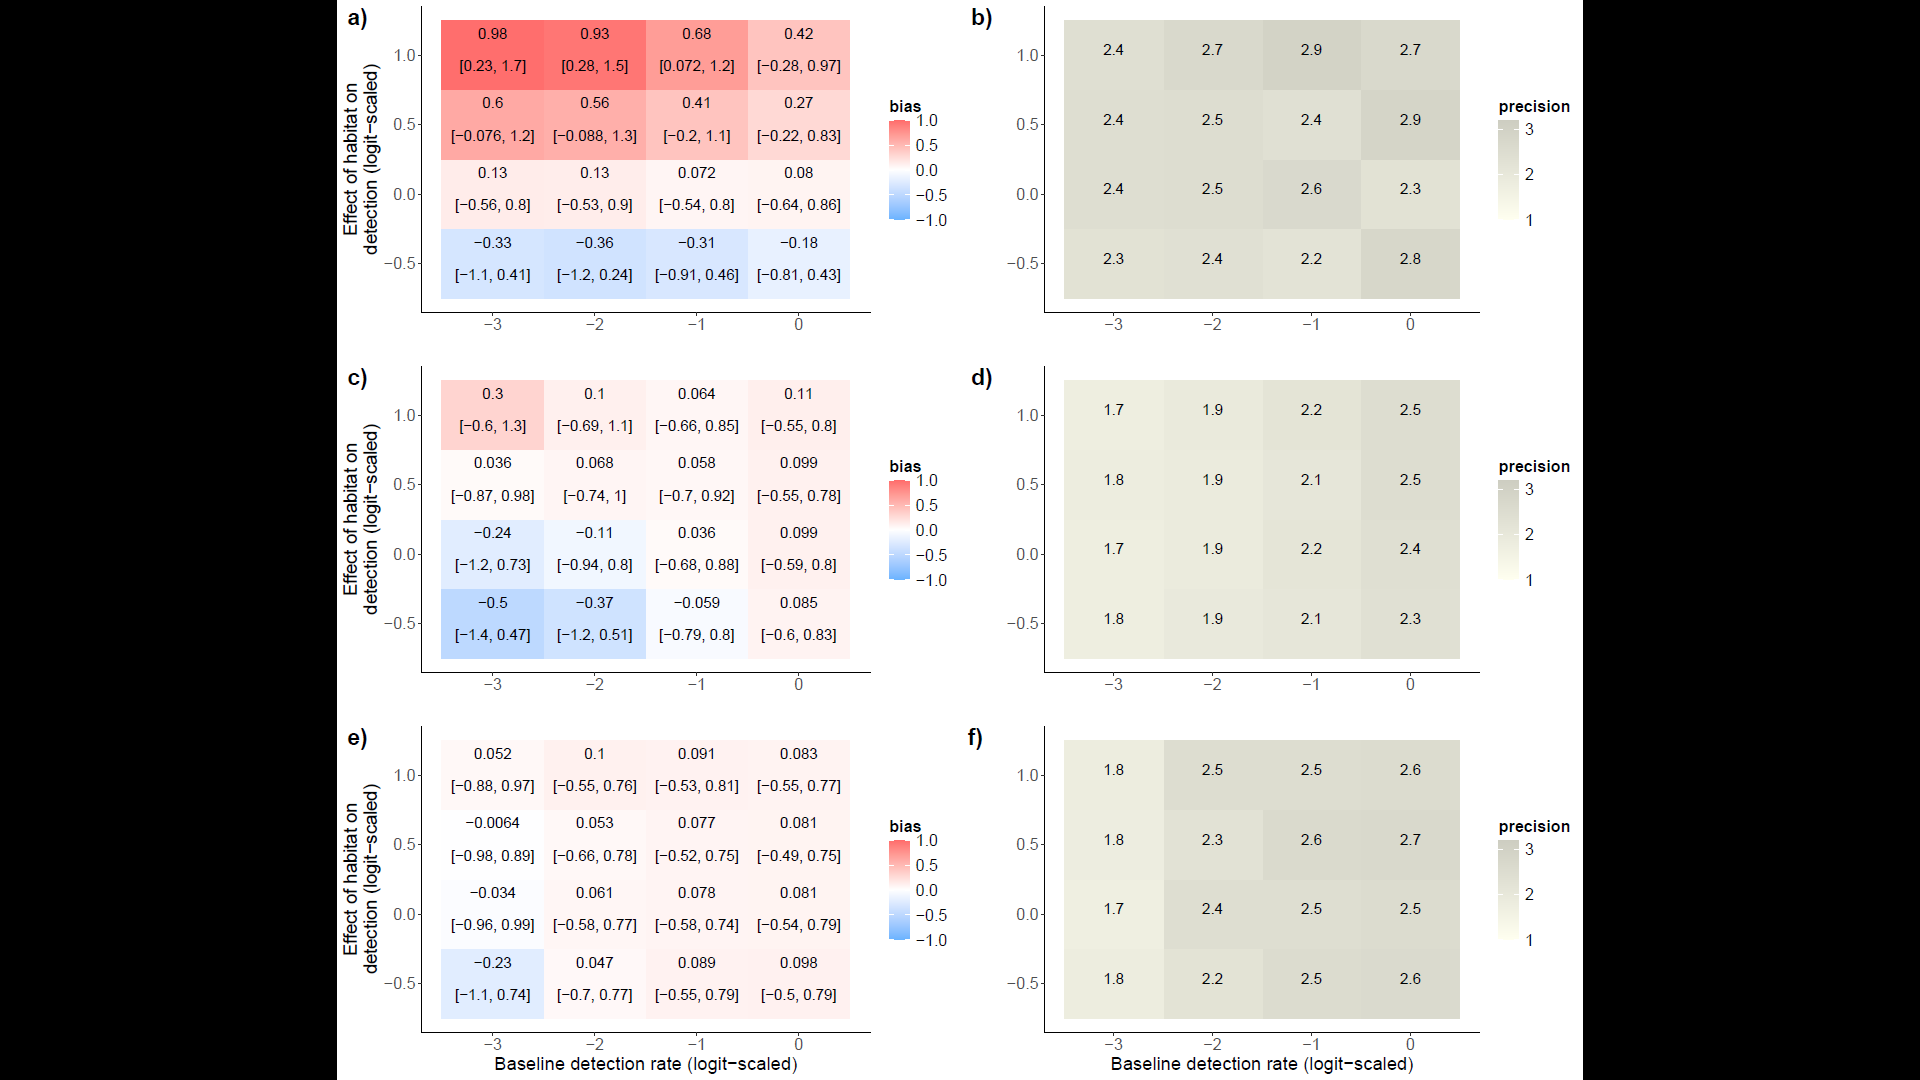 a)
Effect of habitat on
detection (logit−scaled)
1.0
0.5
0.0
−0.5
0.98 0.93 0.68 0.42
[0.23, 1.7] [0.28, 1.5] [0.072, 1.2] [−0.28, 0.97]
0.6 0.56 0.41 0.27
[−0.076, 1.2] [−0.088, 1.3] [−0.2, 1.1] [−0.22, 0.83]
0.13 0.13 0.072 0.08
[−0.56, 0.8] [−0.53, 0.9] [−0.54, 0.8] [−0.64, 0.86]
−0.33 −0.36 −0.31 −0.18
[−1.1, 0.41] [−1.2, 0.24] [−0.91, 0.46] [−0.81, 0.43]
−3 −2 −1 0
bias
1.0
0.5
0.0
−0.5
−1.0
b)
1.0
0.5
0.0
−0.5
2.4 2.7 2.9 2.7
2.4 2.5 2.4 2.9
2.4 2.5 2.6 2.3
2.3 2.4 2.2 2.8
−3 −2 −1 0
precision
3
2
1
c)
Effect of habitat on
detection (logit−scaled)
1.0
0.5
0.0
−0.5
0.3 0.1 0.064 0.11
[−0.6, 1.3] [−0.69, 1.1] [−0.66, 0.85] [−0.55, 0.8]
0.036 0.068 0.058 0.099
[−0.87, 0.98] [−0.74, 1] [−0.7, 0.92] [−0.55, 0.78]
−0.24 −0.11 0.036 0.099
[−1.2, 0.73] [−0.94, 0.8] [−0.68, 0.88] [−0.59, 0.8]
−0.5 −0.37 −0.059 0.085
[−1.4, 0.47] [−1.2, 0.51] [−0.79, 0.8] [−0.6, 0.83]
−3 −2 −1 0
bias
1.0
0.5
0.0
−0.5
−1.0
d)
1.0
0.5
0.0
−0.5
1.7 1.9 2.2 2.5
1.8 1.9 2.1 2.5
1.7 1.9 2.2 2.4
1.8 1.9 2.1 2.3
−3 −2 −1 0
precision
3
2
1
e)
Effect of habitat on
detection (logit−scaled)
1.0
0.5
0.0
−0.5
0.052 0.1 0.091 0.083
[−0.88, 0.97] [−0.55, 0.76] [−0.53, 0.81] [−0.55, 0.77]
−0.0064 0.053 0.077 0.081
[−0.98, 0.89] [−0.66, 0.78] [−0.52, 0.75] [−0.49, 0.75]
−0.034 0.061 0.078 0.081
[−0.96, 0.99] [−0.58, 0.77] [−0.58, 0.74] [−0.54, 0.79]
−0.23 0.047 0.089 0.098
[−1.1, 0.74] [−0.7, 0.77] [−0.55, 0.79] [−0.5, 0.79]
−3 −2 −1 0
Baseline detection rate (logit−scaled)
bias
1.0
0.5
0.0
−0.5
−1.0
f)
1.0
0.5
0.0
−0.5
1.8 2.5 2.5 2.6
1.8 2.3 2.6 2.7
1.7 2.4 2.5 2.5
1.8 2.2 2.5 2.6
−3 −2 −1 0
Baseline detection rate (logit−scaled)
precision
3
2
1